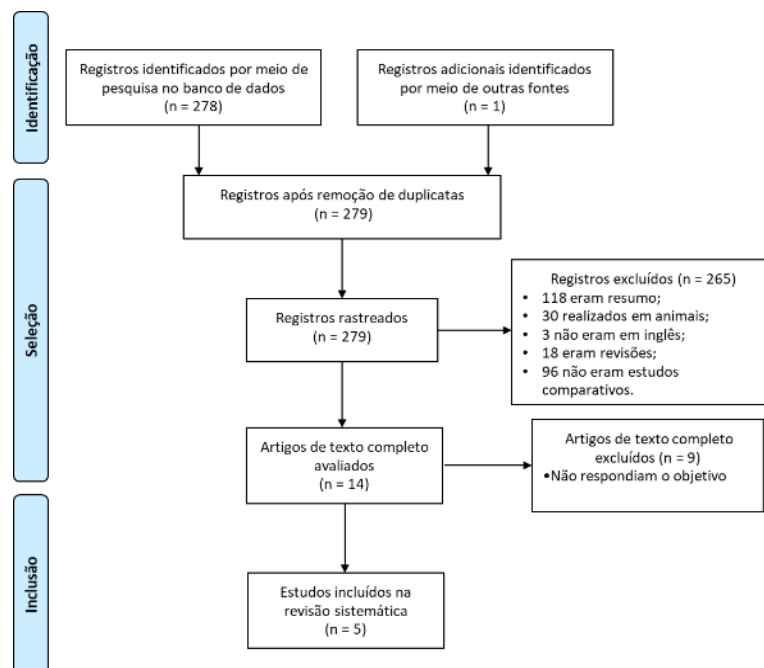 Identificação
Registros identificados por meio de
pesquisa no banco de dados
(n = 278)
Registros adicionais identificados
por meio de outras fontes
(n = 1)
Seleção
Registros após remoção de duplicatas
(n = 279)
Registros rastreados
(n = 279)
Registros excluídos (n = 265)
• 118 eram resumo;
• 30 realizados em animais;
• 3 não eram em inglês;
• 18 eram revisões;
• 96 não eram estudos
comparativos.
Artigos de texto completo
avaliados
(n = 14)
Artigos de texto completo
excluídos (n = 9)
•Não respondiam o objetivo
Inclusão
Estudos incluídos na
revisão sistemática
(n = 5)